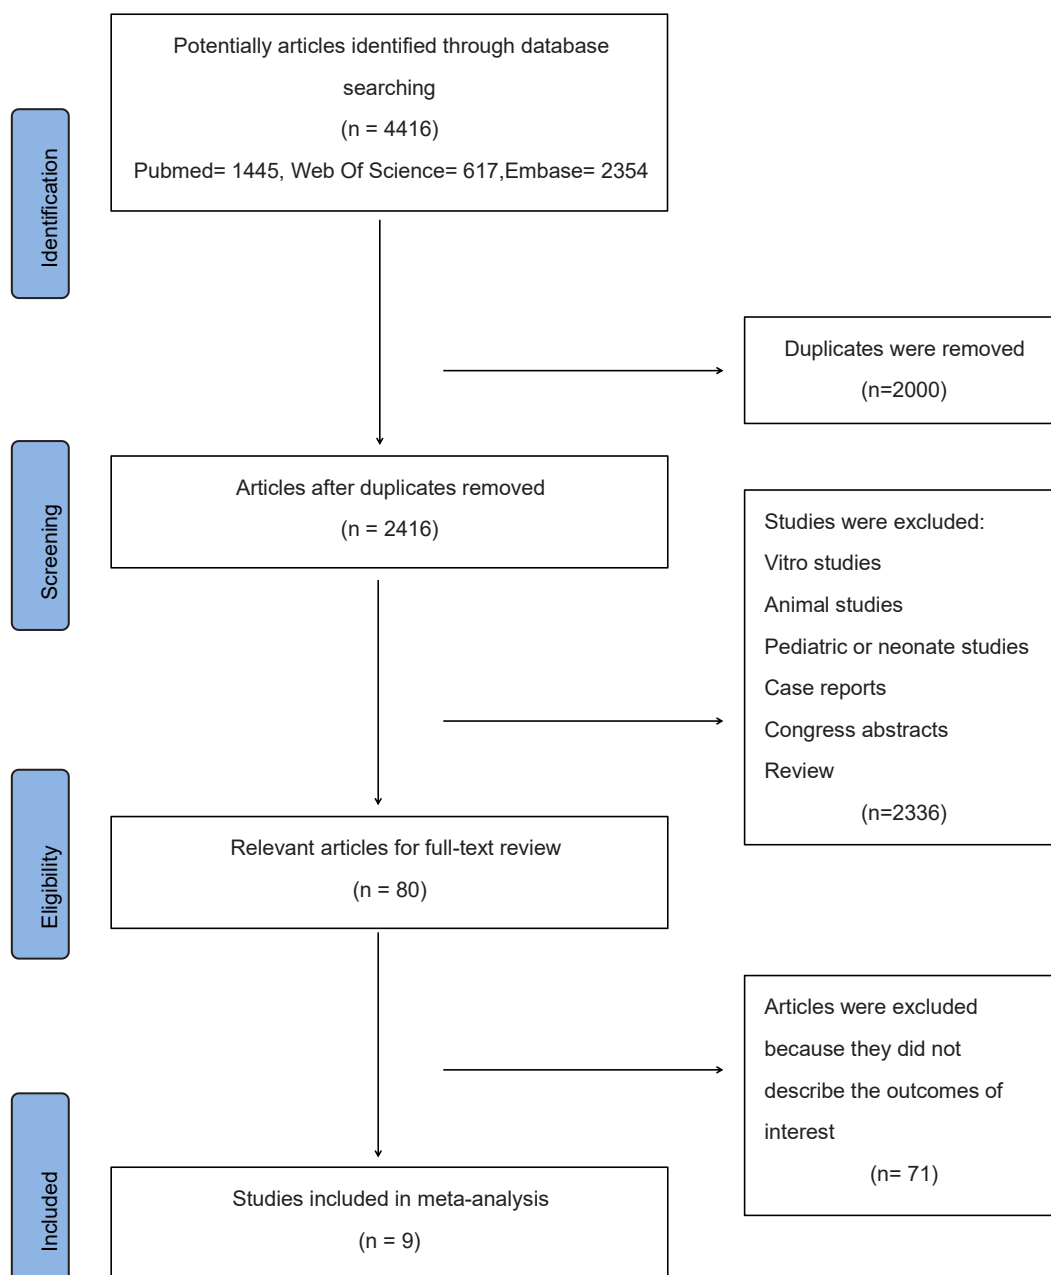 Potentially articles identified through database
searching
(n = 4416)
Pubmed= 1445, Web Of Science= 617,Embase= 2354
Identification
Duplicates were removed
(n=2000)
Screening
Articles after duplicates removed
(n = 2416)
Studies were excluded:
Vitro studies
Animal studies
Pediatric or neonate studies
Case reports
Congress abstracts
Review
(n=2336)
Eligibility
Relevant articles for full-text review
(n = 80)
Articles were excluded
because they did not
describe the outcomes of
interest
(n= 71)
Included
Studies included in meta-analysis
(n = 9)